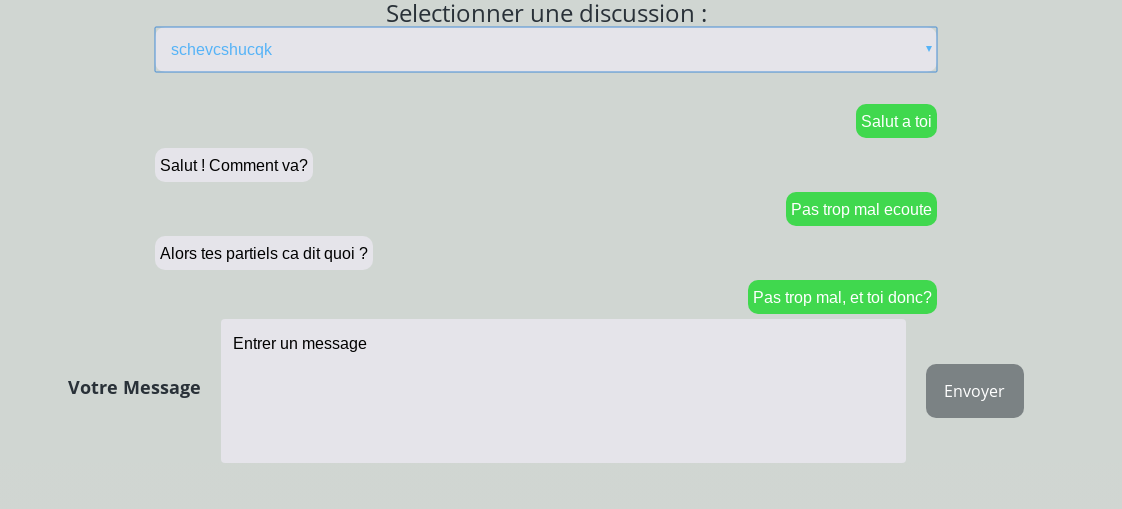 Selectionner une discussion :
schevcshucqk
Salut a toi
Salut ! Comment va?
Pas trop mal ecoute
Alors tes partiels ca dit quoi ?
Pas trop mal, et toi donc?
Entrer un message
Votre Message
Envoyer